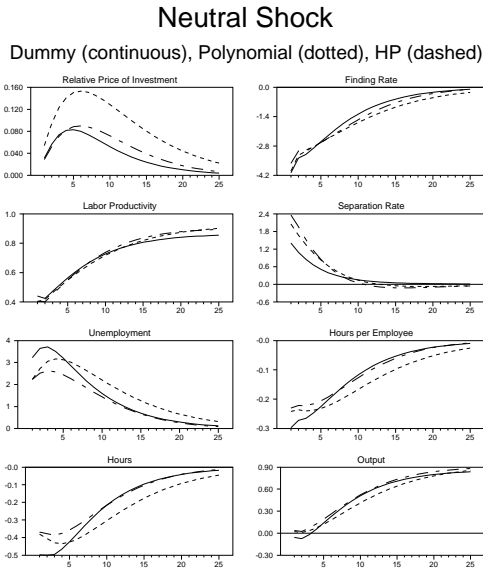 Neutral Shock
Dummy (continuous), Polynomial (dotted), HP (dashed)
Relative Price of Investment
0.160
0.120
0.080
0.040
0.000
5 10 15 20 25
Finding Rate
0.0
-1.4
-2.8
-4.2
5 10 15 20 25
Labor Productivity
1.0
0.8
0.6
0.4
5 10 15 20 25
Separation Rate
2.4
1.8
1.2
0.6
0.0
-0.6
5 10 15 20 25
Unemployment
4
3
2
1
0
5 10 15 20 25
Hours per Employee
-0.0
-0.1
-0.2
-0.3
5 10 15 20 25
Hours
-0.0
-0.1
-0.2
-0.3
-0.4
-0.5
5 10 15 20 25
Output
0.90
0.60
0.30
0.00
-0.30
5 10 15 20 25